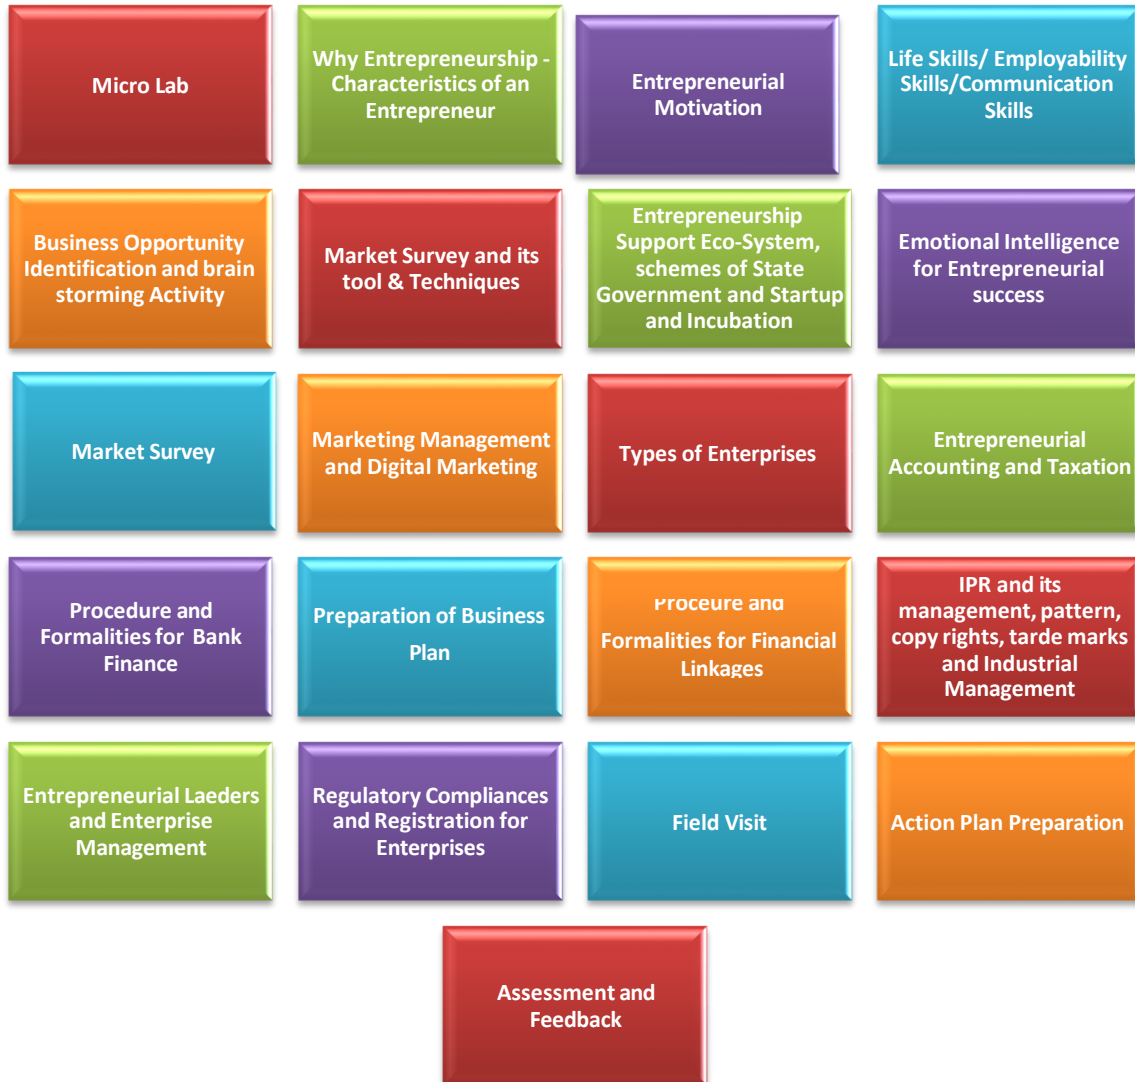 Micro Lab
Why Entrepreneurship -
Characteristics of an
Entrepreneur
Entrepreneurial
Motivation
Life Skills/ Employability
Skills/Communication
Skills
Business Opportunity
Identification and brain
storming Activity
Market Survey and its
tool & Techniques
Entrepreneurship
Support Eco-System,
schemes of State
Government and Startup
and Incubation
Emotional Intelligence
for Entrepreneurial
success
Market Survey
Marketing Management
and Digital Marketing
Types of Enterprises
Entrepreneurial
Accounting and Taxation
Procedure and
Formalities for Bank
Finance
Preparation of Business
Plan
Proceure and
Formalities for Financial
Linkages
IPR and its
management, pattern,
copy rights, tarde marks
and Industrial
Management
Entrepreneurial Laeders
and Enterprise
Management
Regulatory Compliances
and Registration for
Enterprises
Field Visit
Action Plan Preparation
Assessment and
Feedback